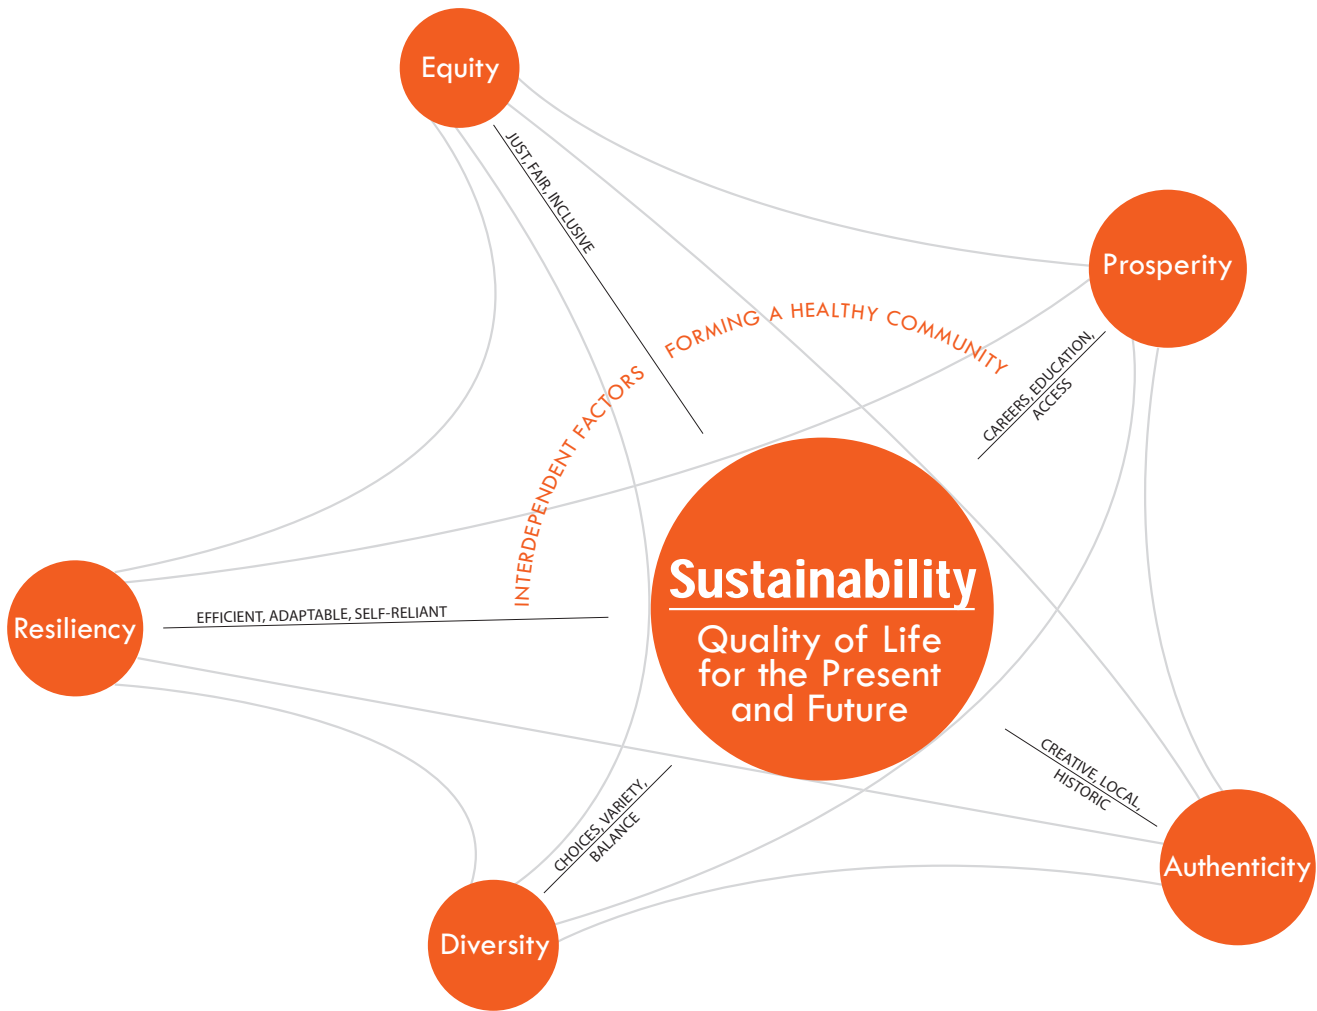 Equity
JUST, FAIR, INCLUSIVE
Prosperity
CAREERS, EDUCATION,
ACCESS
INTERDEPENDENT FACTORS FORMING A HEALTHY COMMUNITY
Sustainability
Quality of Life
for the Present
and Future
Resiliency
EFFICIENT, ADAPTABLE, SELF-RELIANT
CREATIVE, LOCAL,
HISTORIC
Authenticity
CHOICES, VARIETY,
BALANCE
Diversity